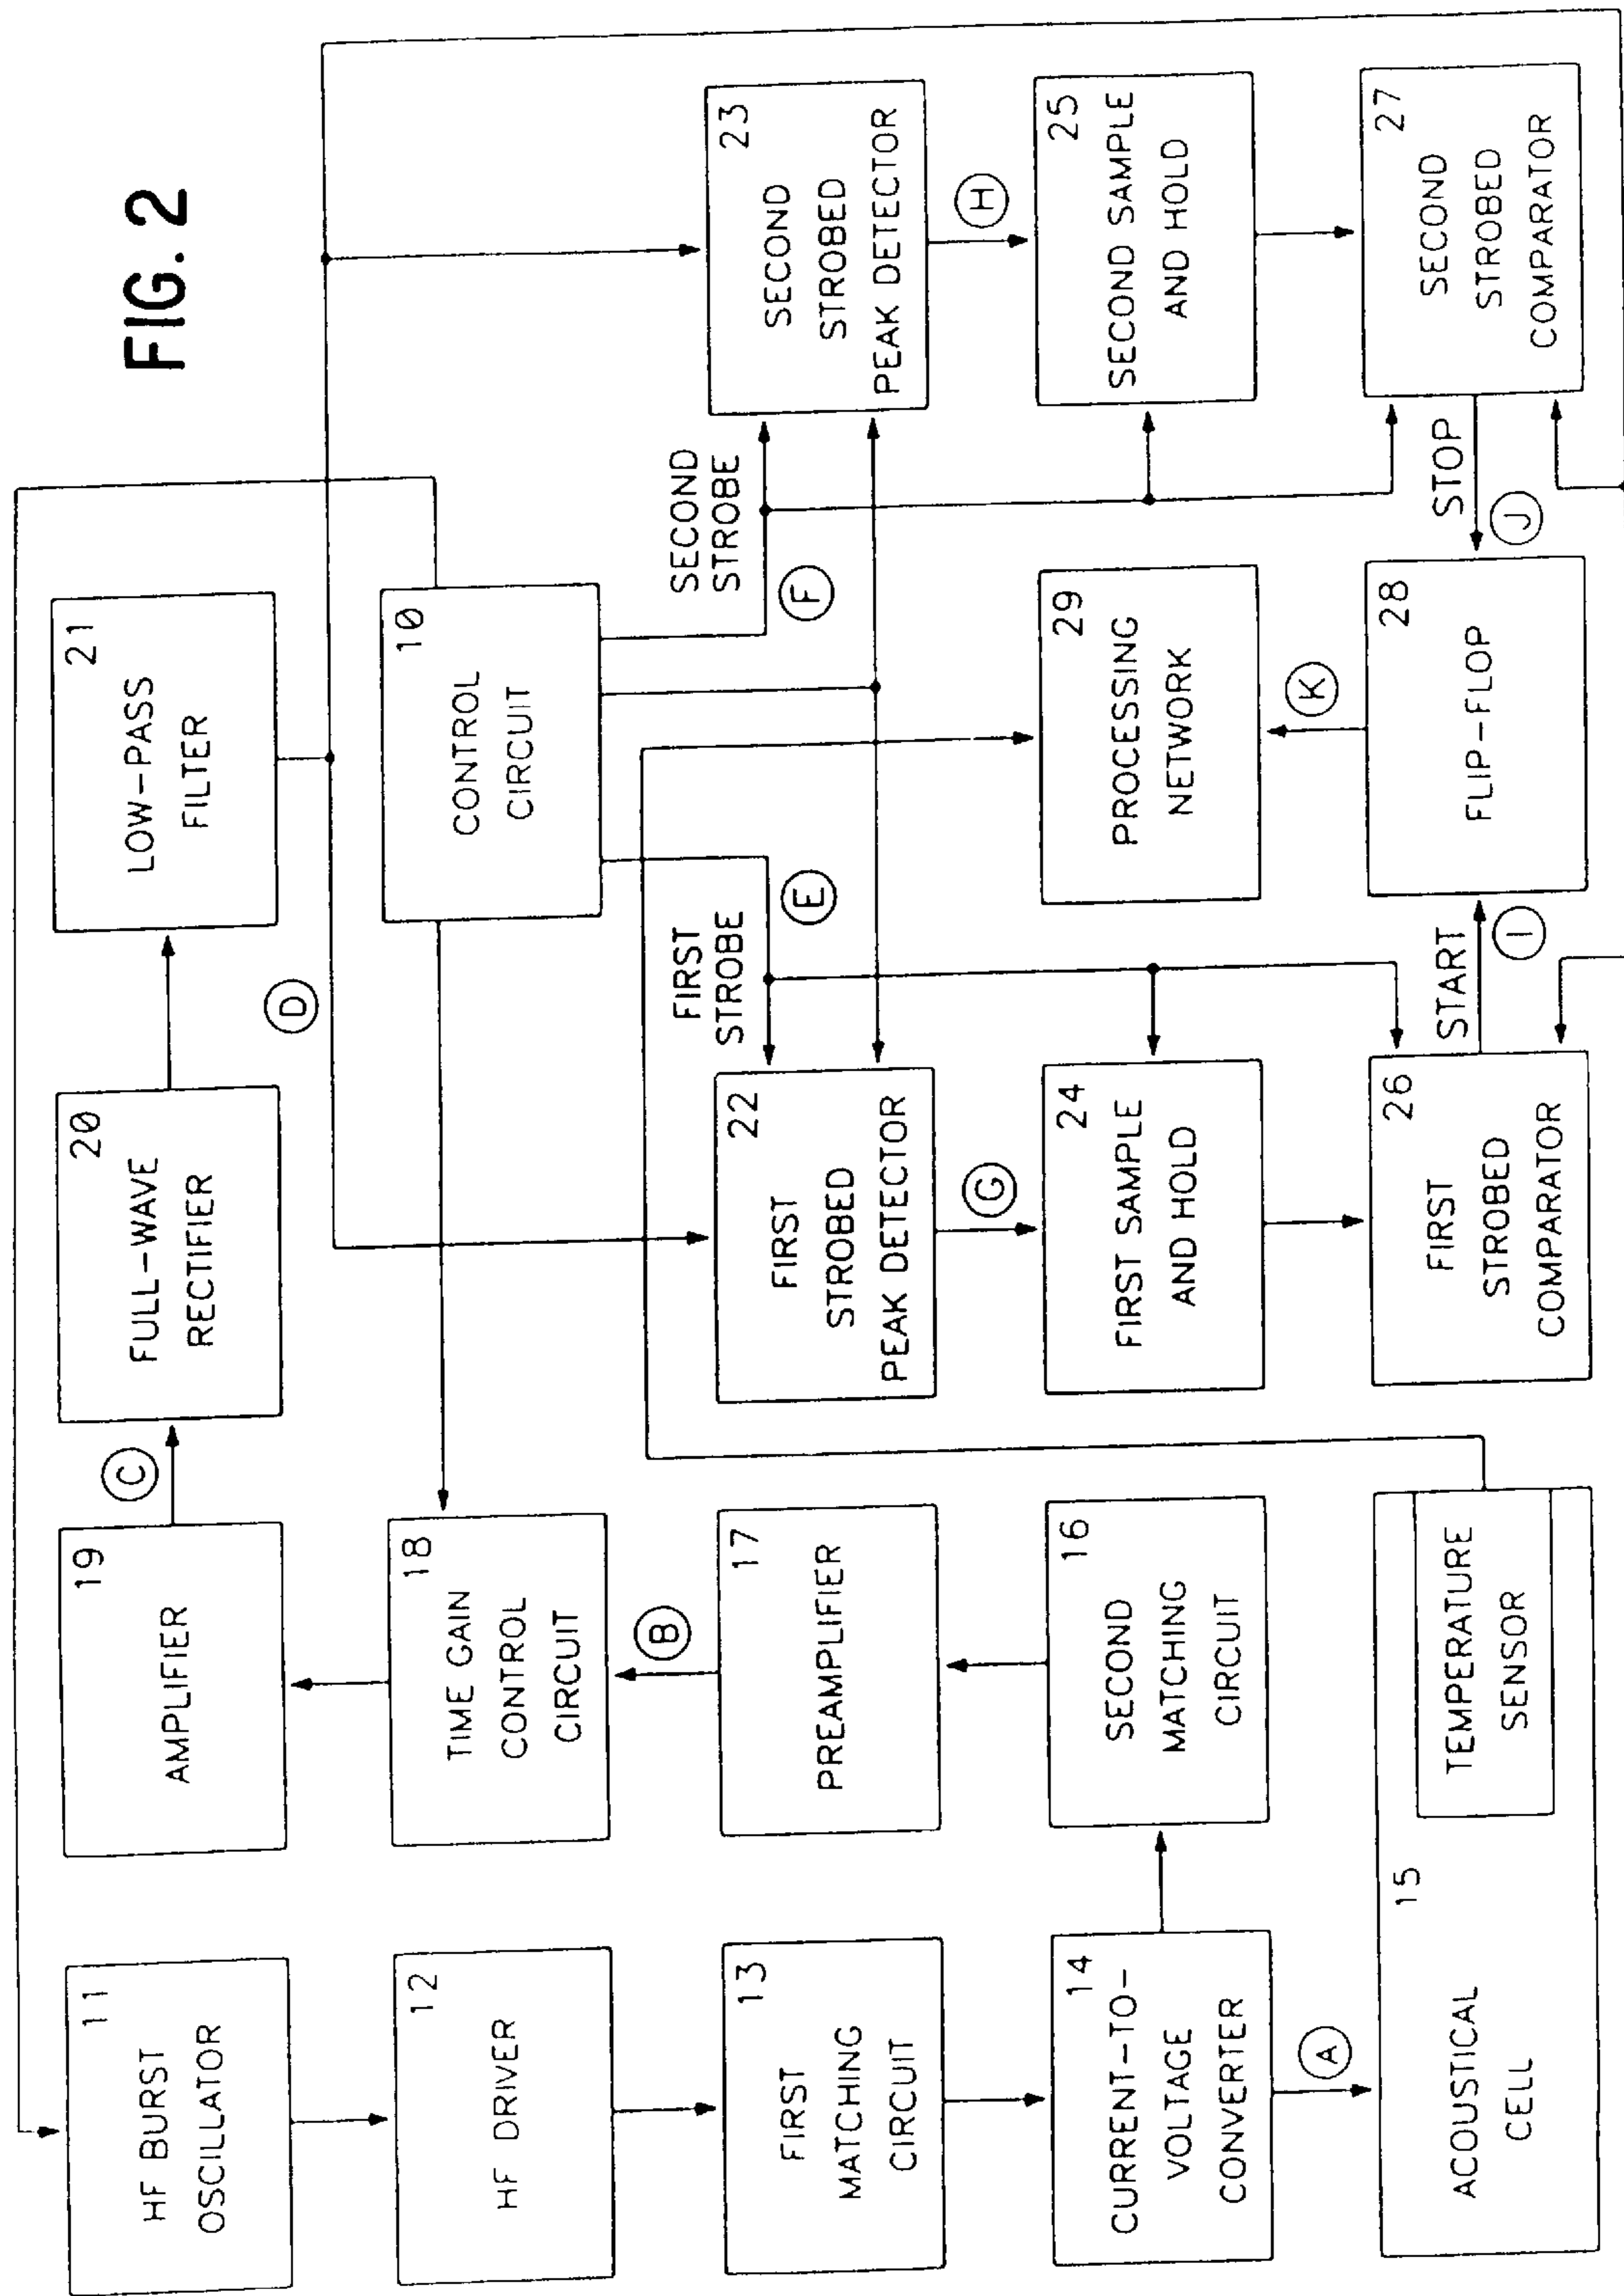 FIG. 2
11
HF BURST
OSCILLATOR
12
HF DRIVER
13
FIRST
MATCHING
CIRCUIT
14
CURRENT-TO-
VOLTAGE
CONVERTER
A
15
ACOUSTICAL
CELL
TEMPERATURE
SENSOR
16
SECOND
MATCHING
CIRCUIT
17
PREAMPLIFIER
B
18
TIME GAIN
CONTROL
CIRCUIT
19
AMPLIFIER
C
20
FULL-WAVE
RECTIFIER
21
LOW-PASS
FILTER
D
10
CONTROL
CIRCUIT
FIRST
STROBE
E
SECOND
STROBE
F
22
FIRST
STROBED
PEAK DETECTOR
G
24
FIRST SAMPLE
AND HOLD
26
FIRST
STROBED
COMPARATOR
START
I
23
SECOND
STROBED
PEAK DETECTOR
H
25
SECOND SAMPLE
AND HOLD
27
SECOND
STROBED
COMPARATOR
STOP
J
28
FLIP-FLOP
K
29
PROCESSING
NETWORK